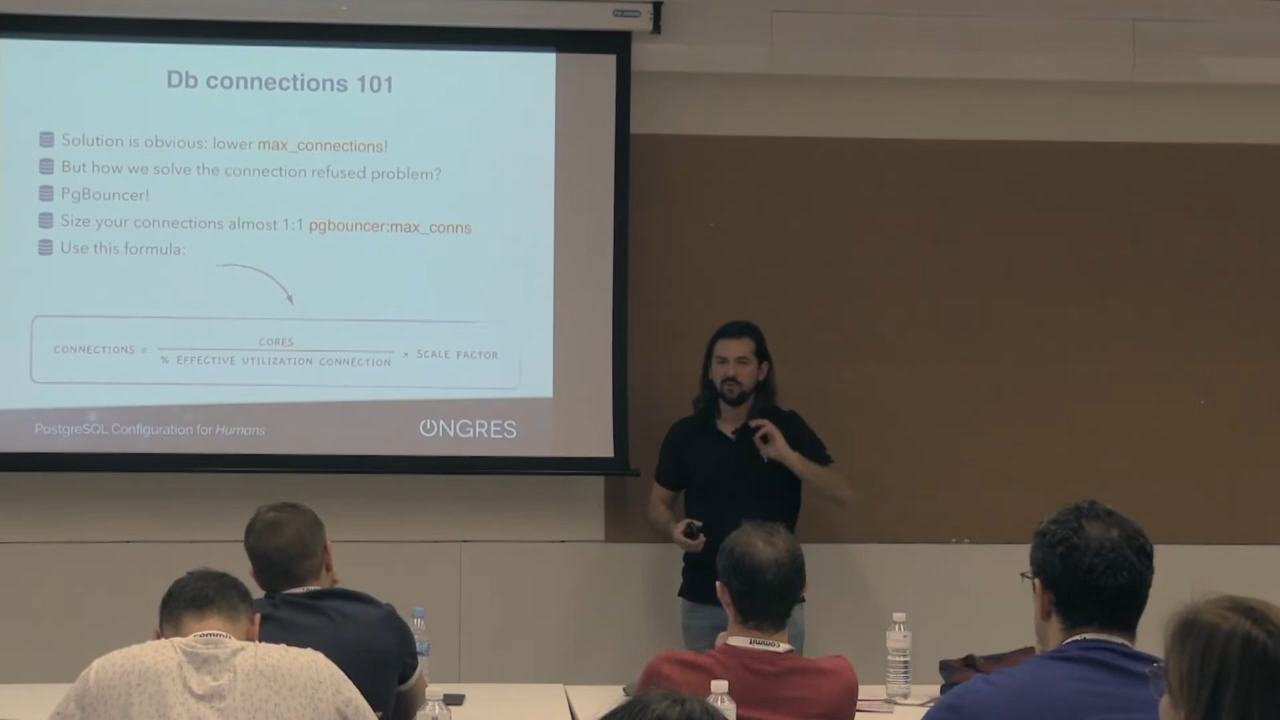 Db connections 101
Solution is obvious: lower max_connections!
But how we solve the connection refused problem?
PgBouncer!
Size your connections almost 1:1 pgbouncer:max_conns
Use this formula:
CONNECTIONS = CORES
% EFFECTIVE UTILIZATION CONNECTION * SCALE FACTOR
PostgreSQL Configuration for Humans
ONGRES
commit
commit